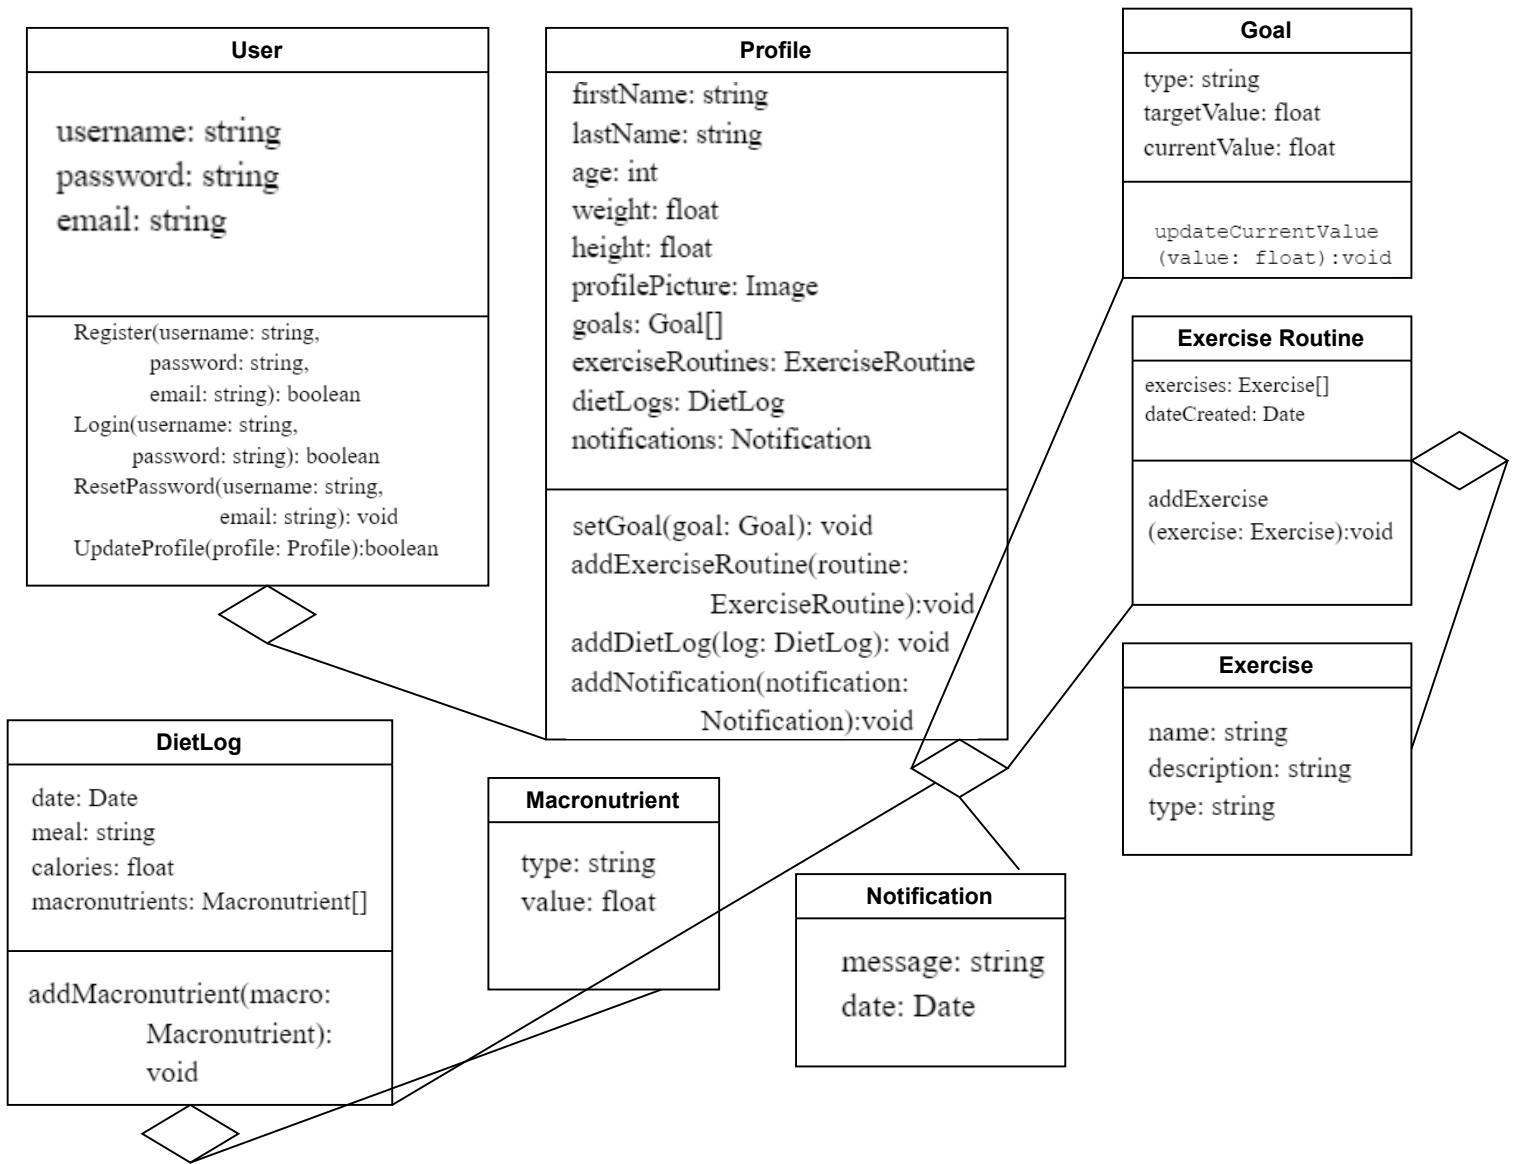 User
username: string
password: string
email: string
Register(username: string,
password: string,
email: string): boolean
Login(username: string,
password: string): boolean
ResetPassword(username: string,
email: string): void
UpdateProfile(profile: Profile):boolean
Profile
firstName: string
lastName: string
age: int
weight: float
height: float
profilePicture: Image
goals: Goal[]
exerciseRoutines: ExerciseRoutine
dietLogs: DietLog
notifications: Notification
setGoal(goal: Goal): void
addExerciseRoutine(routine:
ExerciseRoutine):void
addDietLog(log: DietLog): void
addNotification(notification:
Notification):void
Goal
type: string
targetValue: float
currentValue: float
updateCurrentValue
(value: float):void
Exercise Routine
exercises: Exercise[]
dateCreated: Date
addExercise
(exercise: Exercise):void
Exercise
name: string
description: string
type: string
DietLog
date: Date
meal: string
calories: float
macronutrients: Macronutrient[]
addMacronutrient(macro:
Macronutrient):
void
Macronutrient
type: string
value: float
Notification
message: string
date: Date